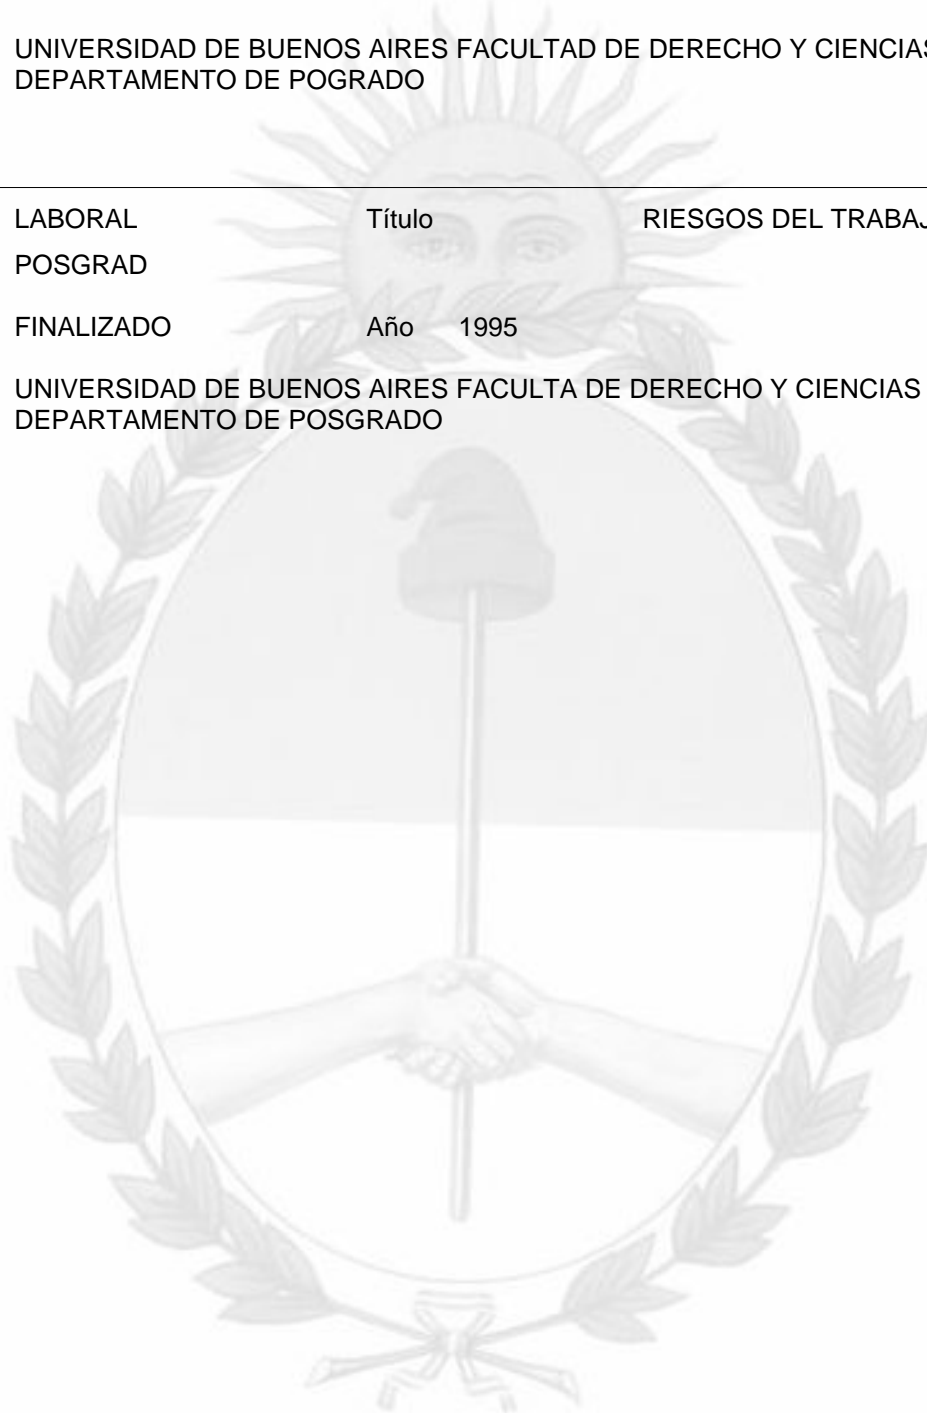 UNIVERSIDAD DE BUENOS AIRES FACULTAD DE DERECHO Y CIENCIAS
DEPARTAMENTO DE POGRADO
LABORAL Título RIESGOS DEL TRABAJ
POSGRAD
FINALIZADO Año 1995
UNIVERSIDAD DE BUENOS AIRES FACULTA DE DERECHO Y CIENCIAS
DEPARTAMENTO DE POSGRADO